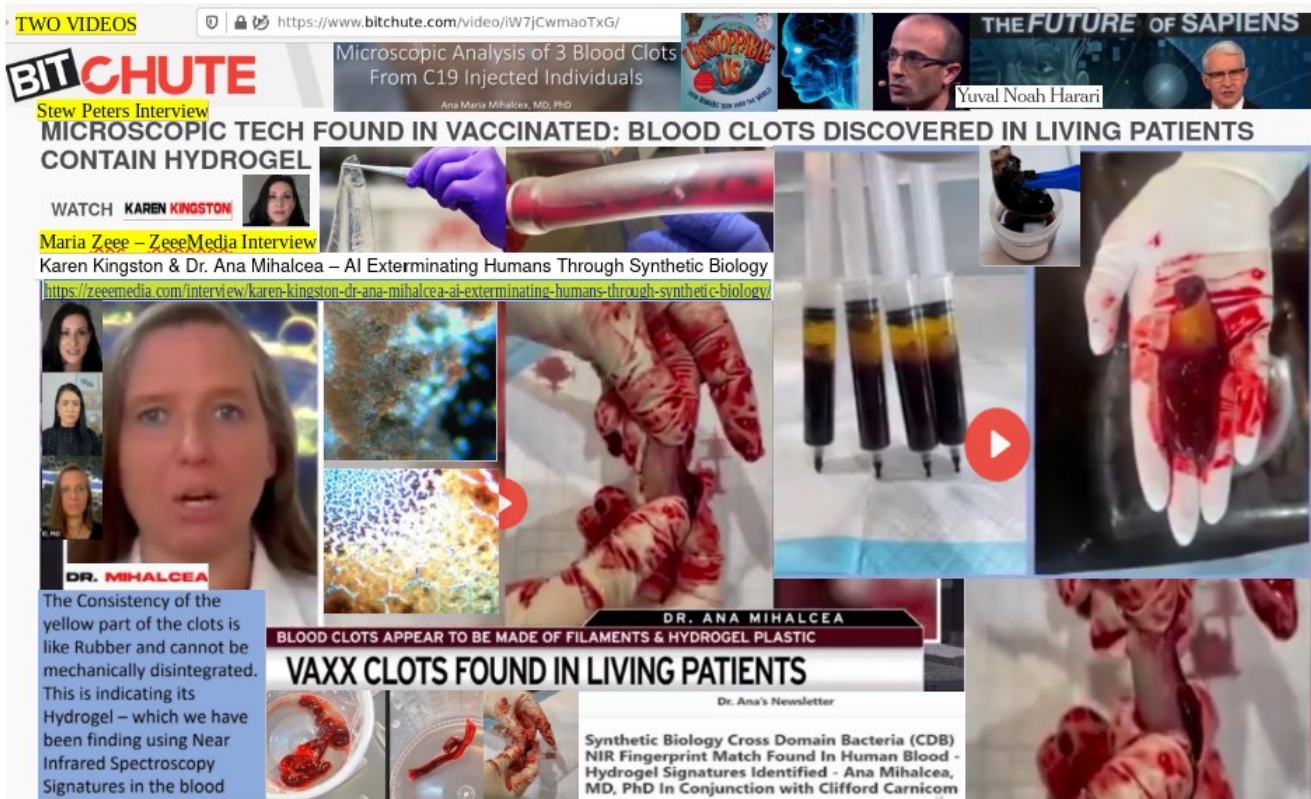 TWO VIDEOS
https://www.bitchute.com/video/iW7jCwmaoTxG/
BITCHUTE
Microscopic Analysis of 3 Blood Clots
From C19 Injected Individuals
Ana Maria Mihalcea, MD, PhD
UNSTOPPABLE
US
THE FUTURE OF SAPIENS
Yuval Noah Harari
Stew Peters Interview
MICROSCOPIC TECH FOUND IN VACCINATED: BLOOD CLOTS DISCOVERED IN LIVING PATIENTS
CONTAIN HYDROGEL
WATCH KAREN KINGSTON
Maria Zeee – ZeeeMedia Interview
Karen Kingston & Dr. Ana Mihalcea – AI Exterminating Humans Through Synthetic Biology
https://zeeemedia.com/interview/karen-kingston-dr-ana-mihalcea-ai-exterminating-humans-through-synthetic-biology/
DR. MIHALCEA
The Consistency of the
yellow part of the clots is
like Rubber and cannot be
mechanically disintegrated.
This is indicating its
Hydrogel – which we have
been finding using Near
Infrared Spectroscopy
Signatures in the blood
DR. ANA MIHALCEA
BLOOD CLOTS APPEAR TO BE MADE OF FILAMENTS & HYDROGEL PLASTIC
VAXX CLOTS FOUND IN LIVING PATIENTS
Dr. Ana's Newsletter
Synthetic Biology Cross Domain Bacteria (CDB)
NIR Fingerprint Match Found In Human Blood -
Hydrogel Signatures Identified - Ana Mihalcea,
MD, PhD In Conjunction with Clifford Carnicom